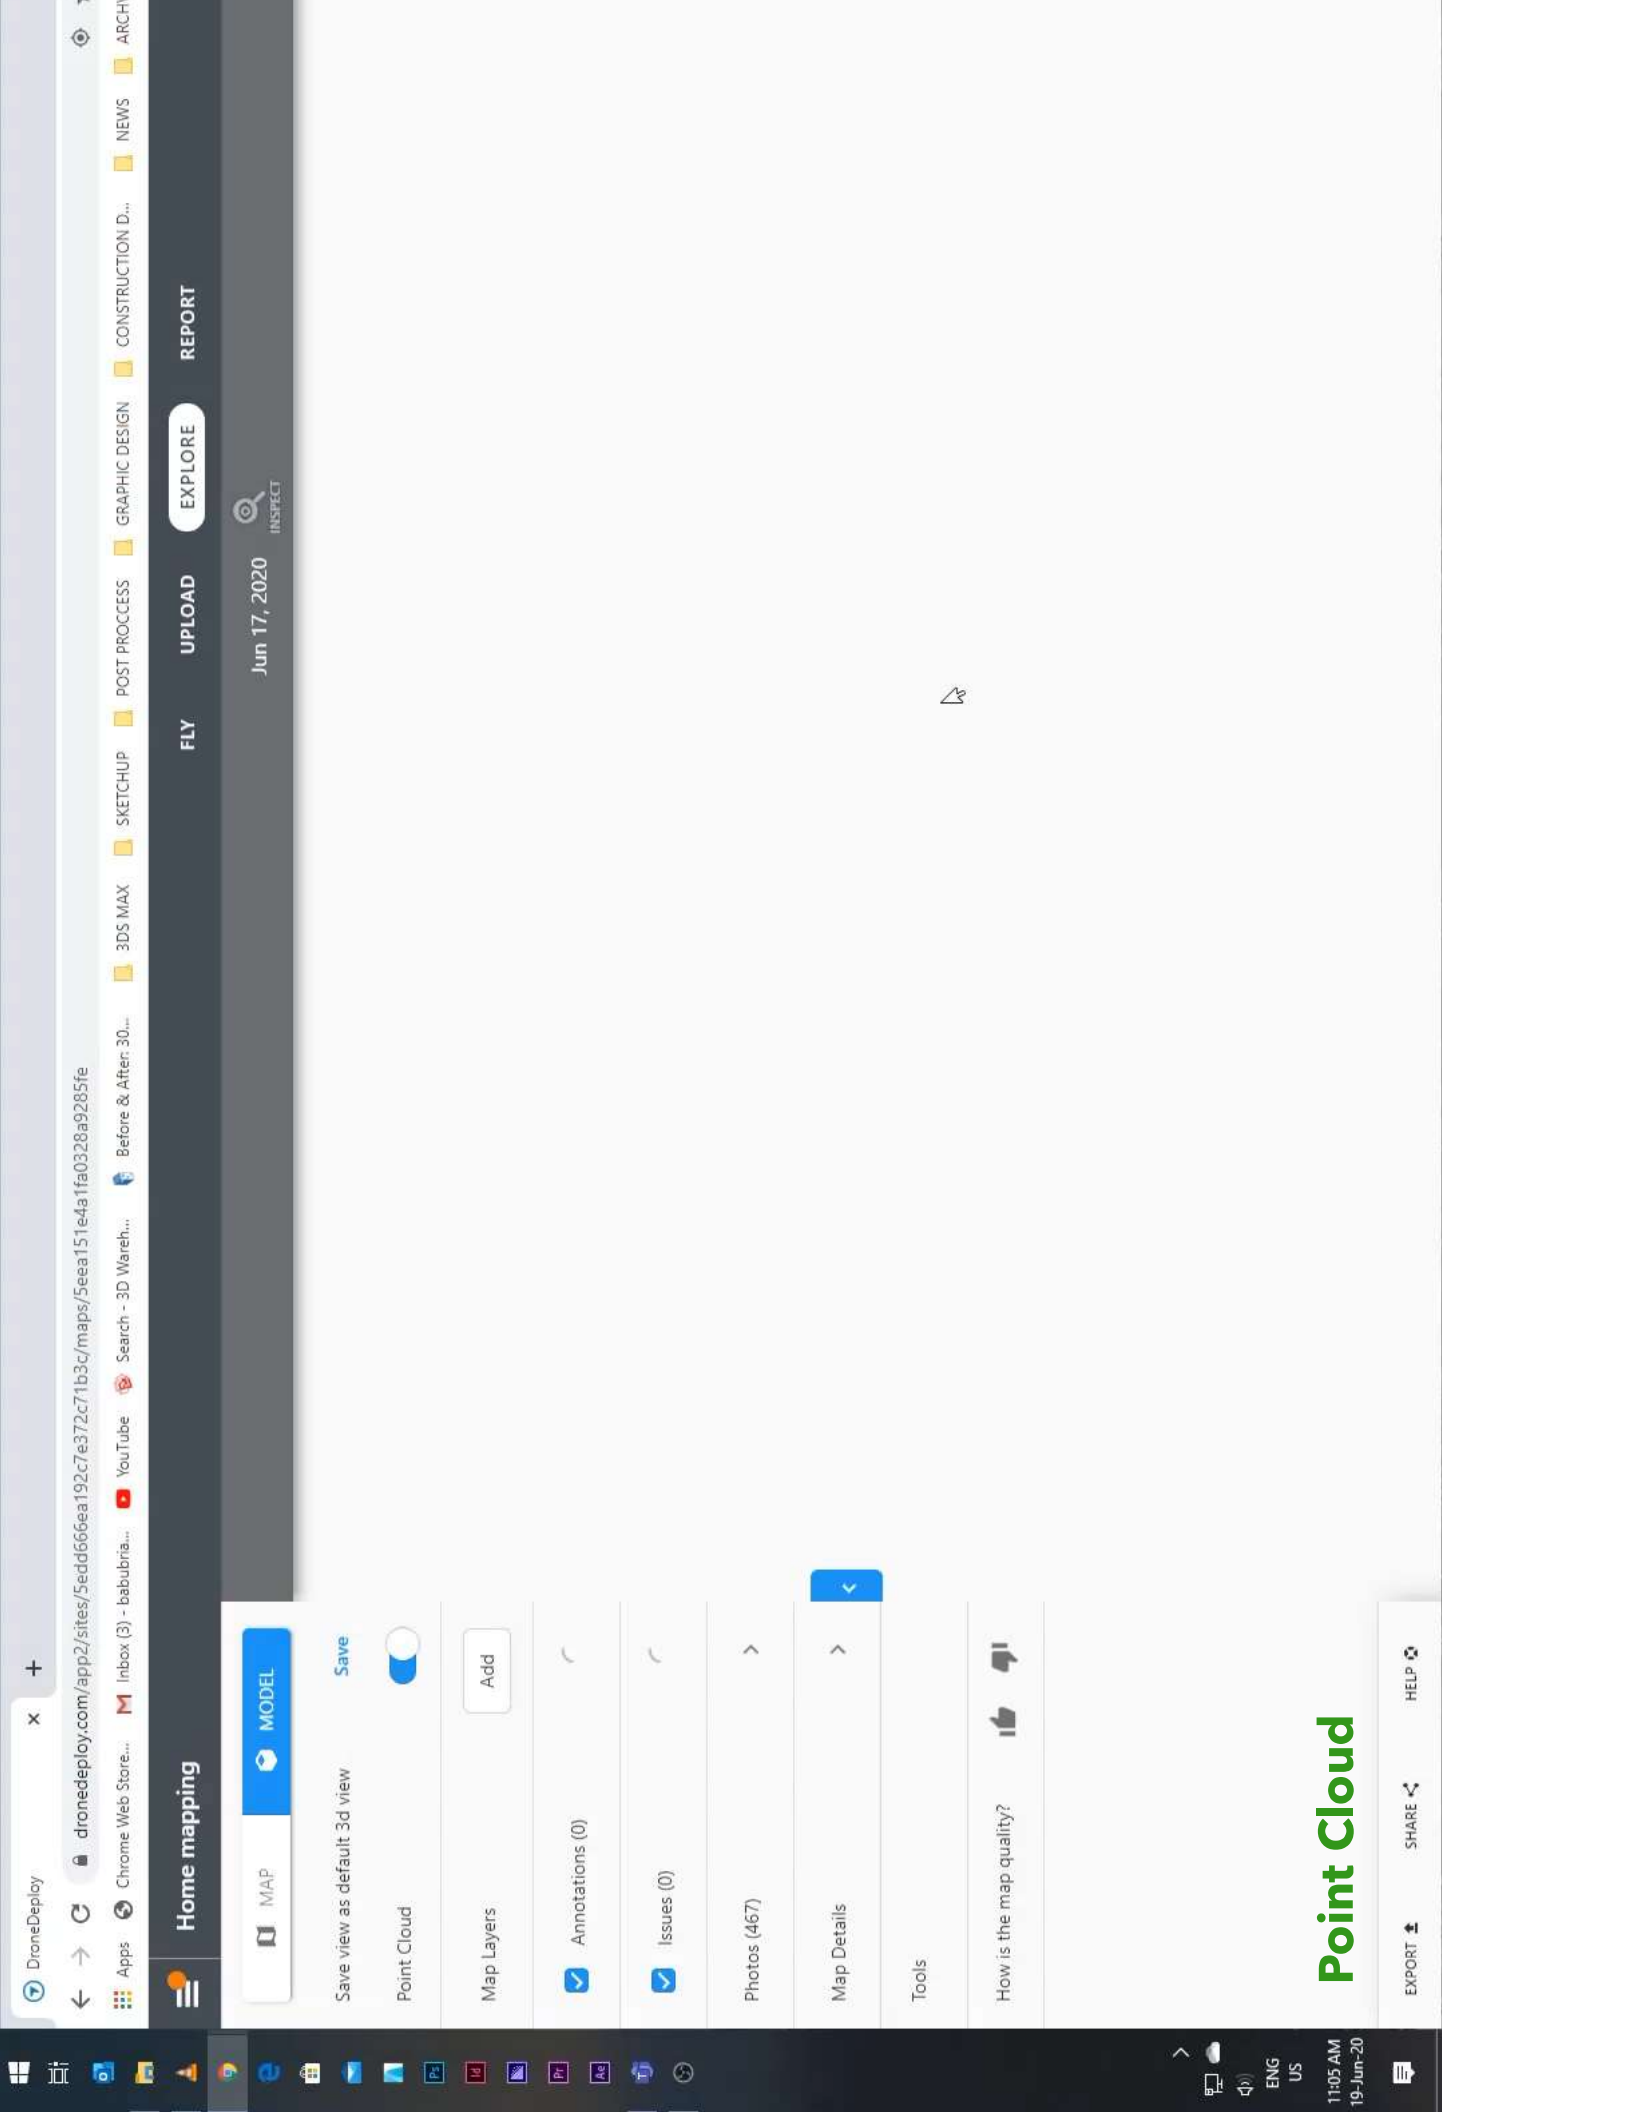 DroneDeploy
dronedeploy.com/app2/sites/5edd666ea192c7e372c71b3c/maps/5eea151e4a1fa0328a9285fe
Apps Chrome Web Store... Inbox (3) - babubria... YouTube Search - 3D Wareh... Before & After: 30... 3DS MAX SKETCHUP POST PROCCESS GRAPHIC DESIGN CONSTRUCTION D... NEWS
Home mapping FLY UPLOAD EXPLORE REPORT
MAP MODEL Jun 17, 2020 INSPECT
Save view as default 3d view Save
Point Cloud
Map Layers Add
Annotations (0)
Issues (0)
Photos (467)
Map Details
Tools
How is the map quality?
Point Cloud
EXPORT SHARE HELP
ENG
US
11:05 AM
19-Jun-20